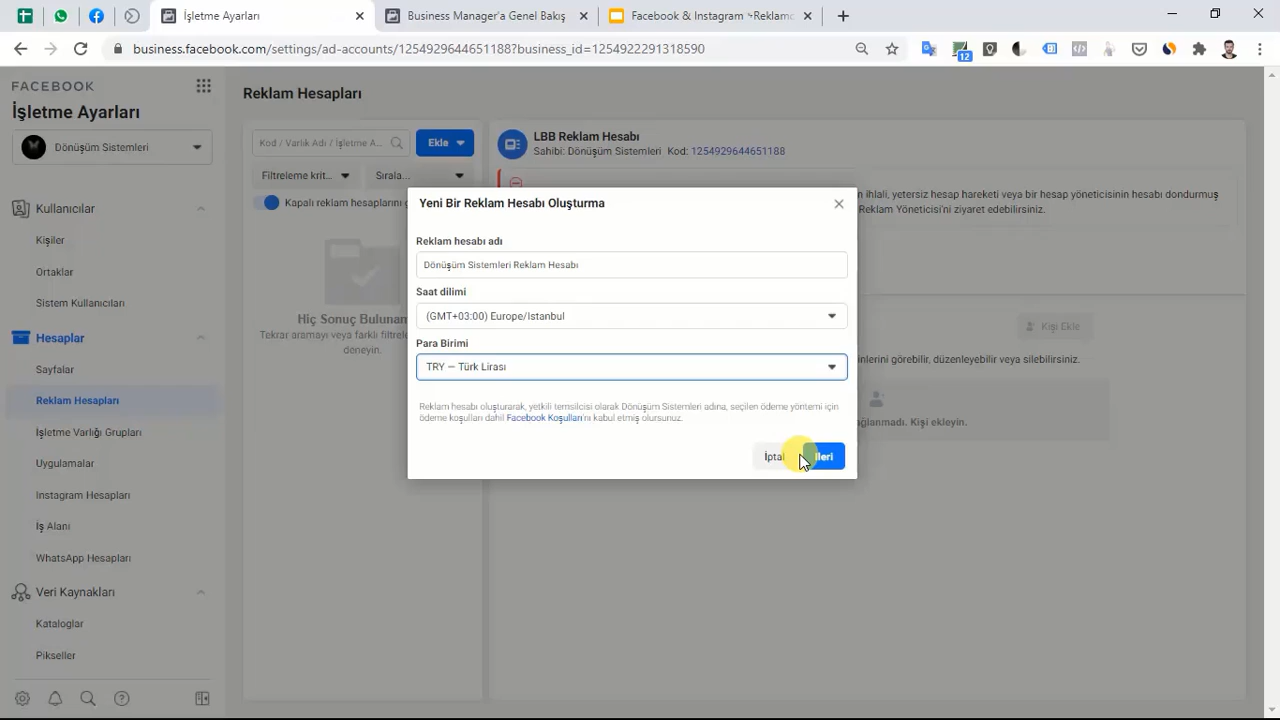 İşletme Ayarları
Business Manager'a Genel Bakış
Facebook & Instagram
business.facebook.com/settings/ad-accounts/1254929644651188?business_id=1254922291318590
12
FACEBOOK
İşletme Ayarları
Dönüşüm Sistemleri
Kullanıcılar
Kişiler
Ortaklar
Sistem Kullanıcıları
Hesaplar
Sayfalar
Reklam Hesapları
İşletme Varlığı Grupları
Uygulamalar
Instagram Hesapları
İş Alanı
WhatsApp Hesapları
Veri Kaynakları
Kataloglar
Pikseller
Reklam Hesapları
Kod / Varlık Adı / İşletme A...
Ekle
Filtreleme krit...
Sırala...
Kapalı reklam hesaplarını
Hiç Sonuç
Tekrar aramayı veya farklı
deneyin.
LBB Reklam Hesabı
Sahibi: Dönüşüm Sistemleri Kod: 1254929644651188
ihlali, yetersiz hesap hareketi veya bir hesap yöneticisinin hesabı dondurmuş
Reklam Yöneticisi'ni ziyaret edebilirsiniz.
Kişi Ekle
görebilir, düzenleyebilir veya silebilirsiniz.
Kişi ekleyin.
Yeni Bir Reklam Hesabı Oluşturma
Reklam hesabı adı
Dönüşüm Sistemleri Reklam Hesabı
Saat dilimi
(GMT+03:00) Europe/Istanbul
Para Birimi
TRY — Türk Lirası
Reklam hesabı oluşturarak, yetkili temsilcisi olarak Dönüşüm Sistemleri adına, seçilen ödeme yöntemi için
ödeme koşulları dahil Facebook Koşulları'nı kabul etmiş olursunuz.
İptal
İleri